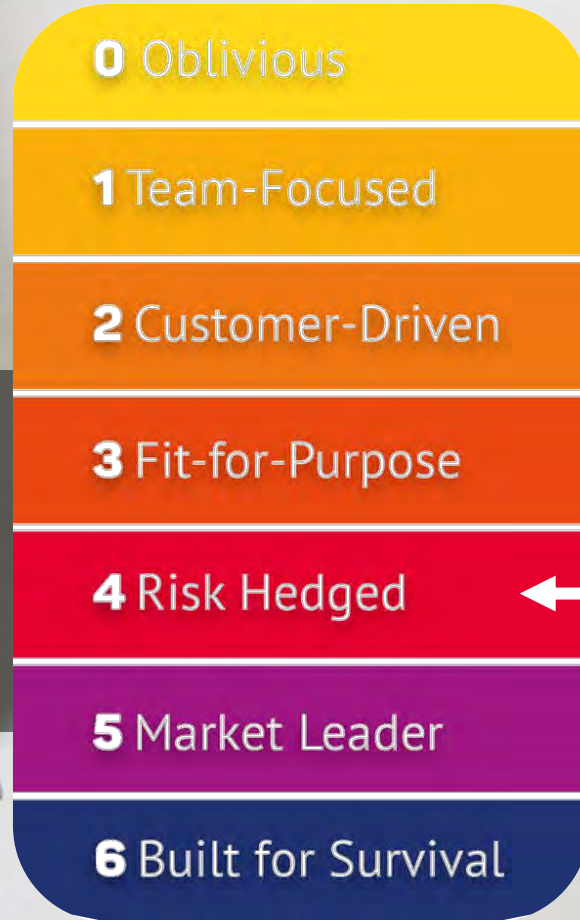 0 Oblivious
1 Team-Focused
2 Customer-Driven
3 Fit-for-Purpose
4 Risk Hedged
5 Market Leader
6 Built for Survival